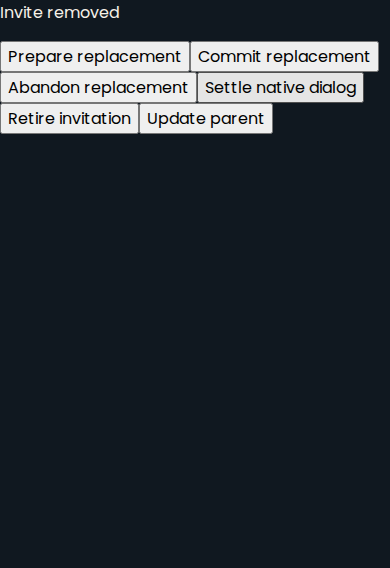 Invite removed
Prepare replacement Commit replacement
Abandon replacement Settle native dialog
Retire invitation Update parent